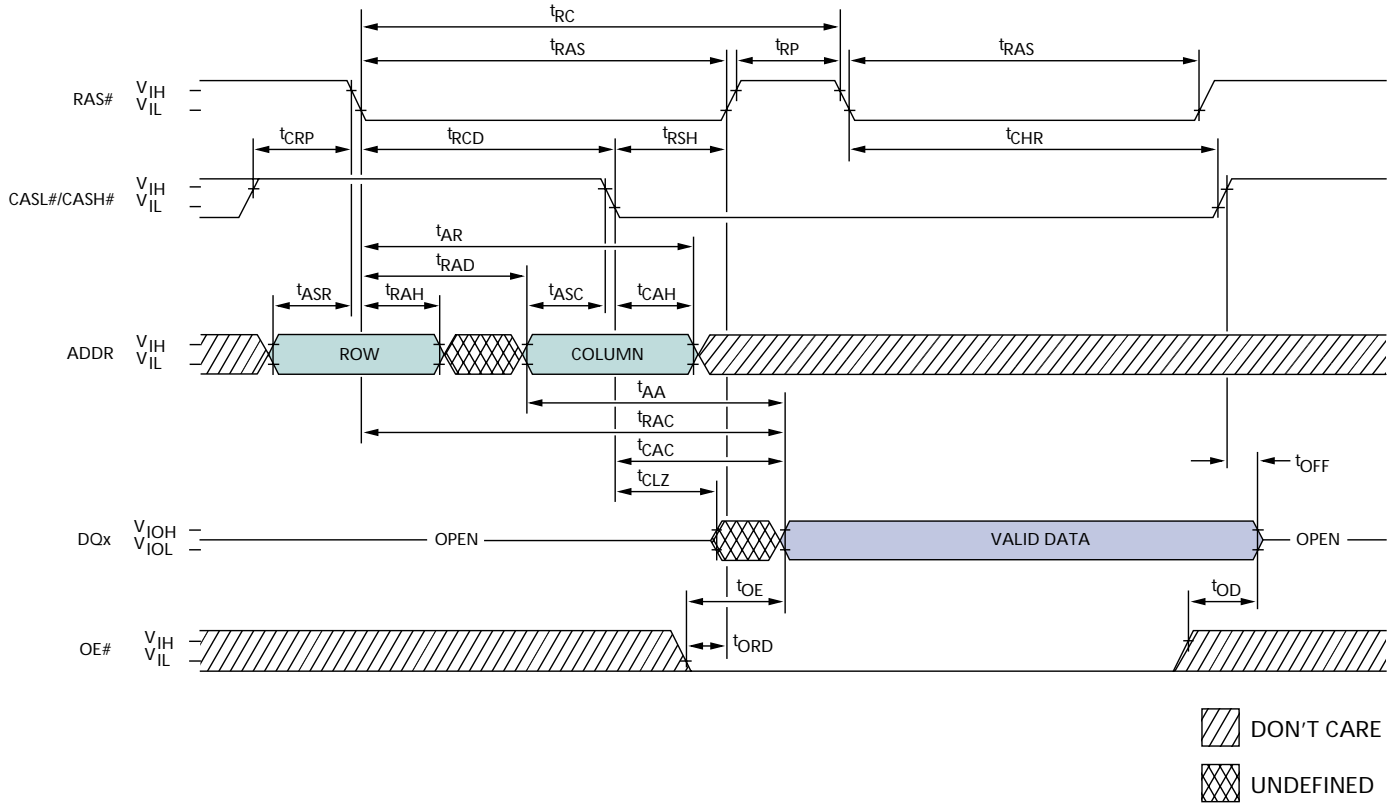 tRC
tRAS tRP tRAS
RAS# VIH
VIL
tCRP tRCD tRSH tCHR
CASL#/CASH# VIH
VIL
tAR
tRAD
tASR tRAH tASC tCAH
ADDR VIH
VIL
ROW COLUMN
tAA
tRAC
tCAC
tCLZ tOFF
DQx VIOH
VIOL
OPEN VALID DATA OPEN
tOE tOD
OE# VIH
VIL
tORD
DON'T CARE
UNDEFINED